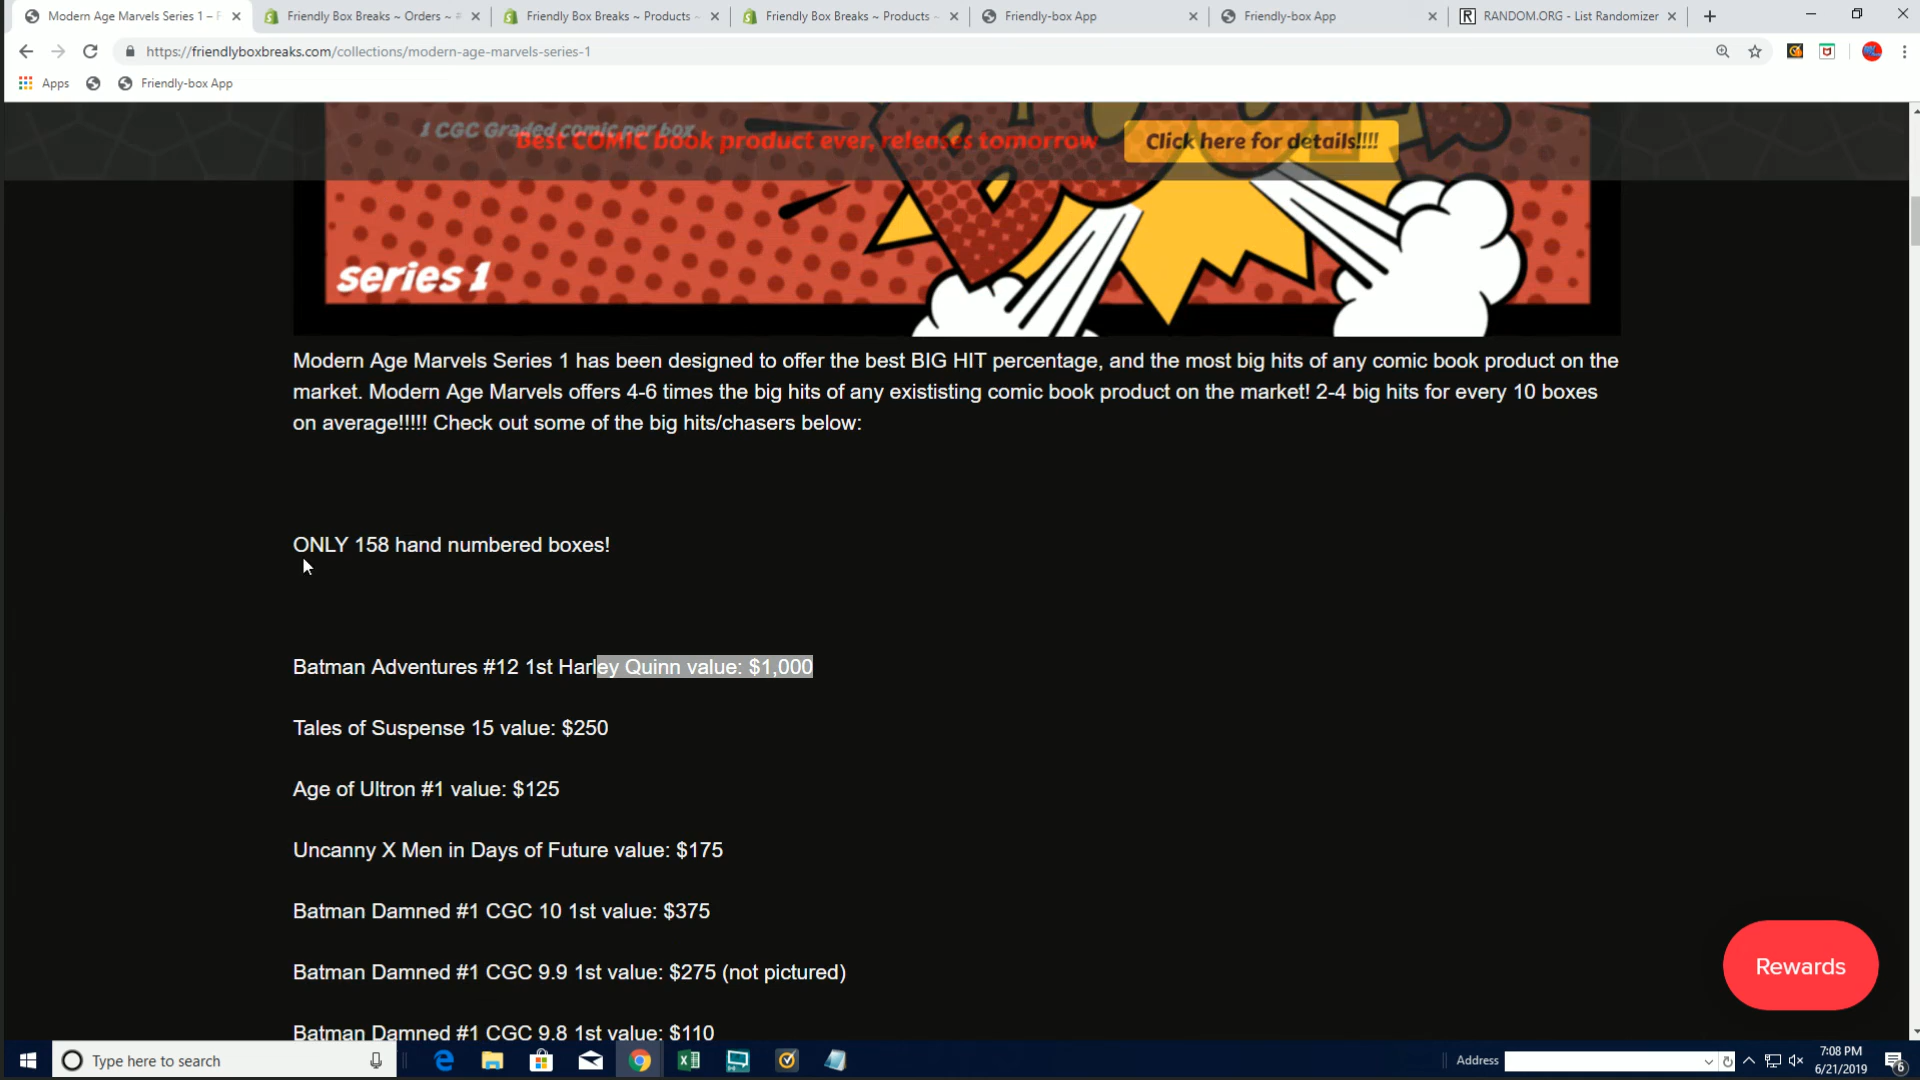 Modern Age Marvels Series 1 – F
Friendly Box Breaks ~ Orders ~ #
Friendly Box Breaks ~ Products
Friendly Box Breaks ~ Products
Friendly-box App
Friendly-box App
RANDOM.ORG - List Randomizer
https://friendlyboxbreaks.com/collections/modern-age-marvels-series-1
Apps
Friendly-box App
1 CGC Graded comic per box
Best COMIC book product ever, releases tomorrow
Click here for details!!!!
series 1
Modern Age Marvels Series 1 has been designed to offer the best BIG HIT percentage, and the most big hits of any comic book product on the
market. Modern Age Marvels offers 4-6 times the big hits of any exististing comic book product on the market! 2-4 big hits for every 10 boxes
on average!!!!! Check out some of the big hits/chasers below:
ONLY 158 hand numbered boxes!
Batman Adventures #12 1st Harley Quinn value: $1,000
Tales of Suspense 15 value: $250
Age of Ultron #1 value: $125
Uncanny X Men in Days of Future value: $175
Batman Damned #1 CGC 10 1st value: $375
Batman Damned #1 CGC 9.9 1st value: $275 (not pictured)
Batman Damned #1 CGC 9.8 1st value: $110
Rewards
Type here to search
Address
7:08 PM
6/21/2019
6